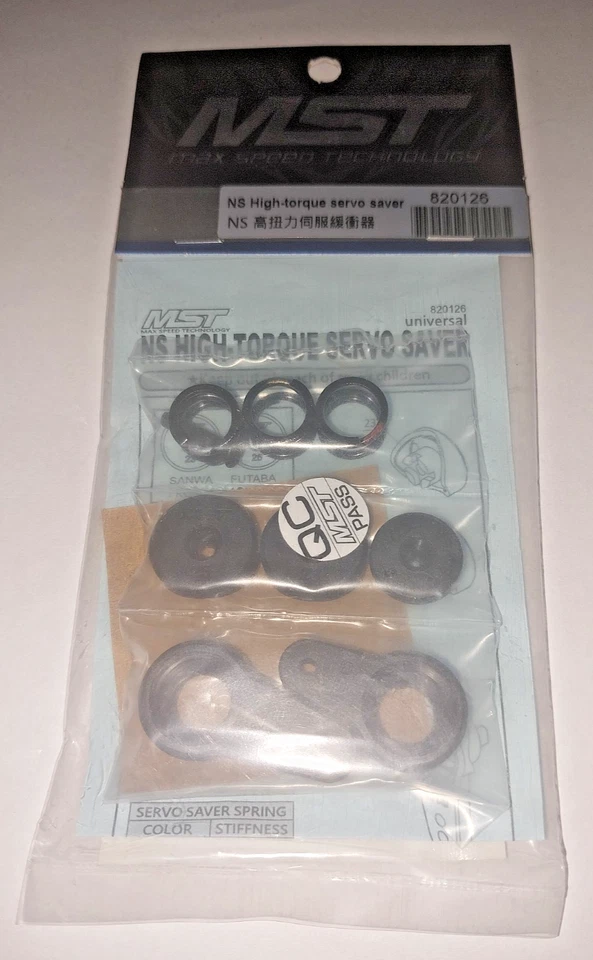 MST
MAX SPEED TECHNOLOGY
NS High-torque servo saver 820126
NS 高扭力伺服緩衝器
820126
MST universal
MAX SPEED TECHNOLOGY
NS HIGH-TORQUE SERVO SAVER
of children
SANWA FUTABA
QC
MST
PASS
SERVO SAVER SPRING
COLOR STIFFNESS